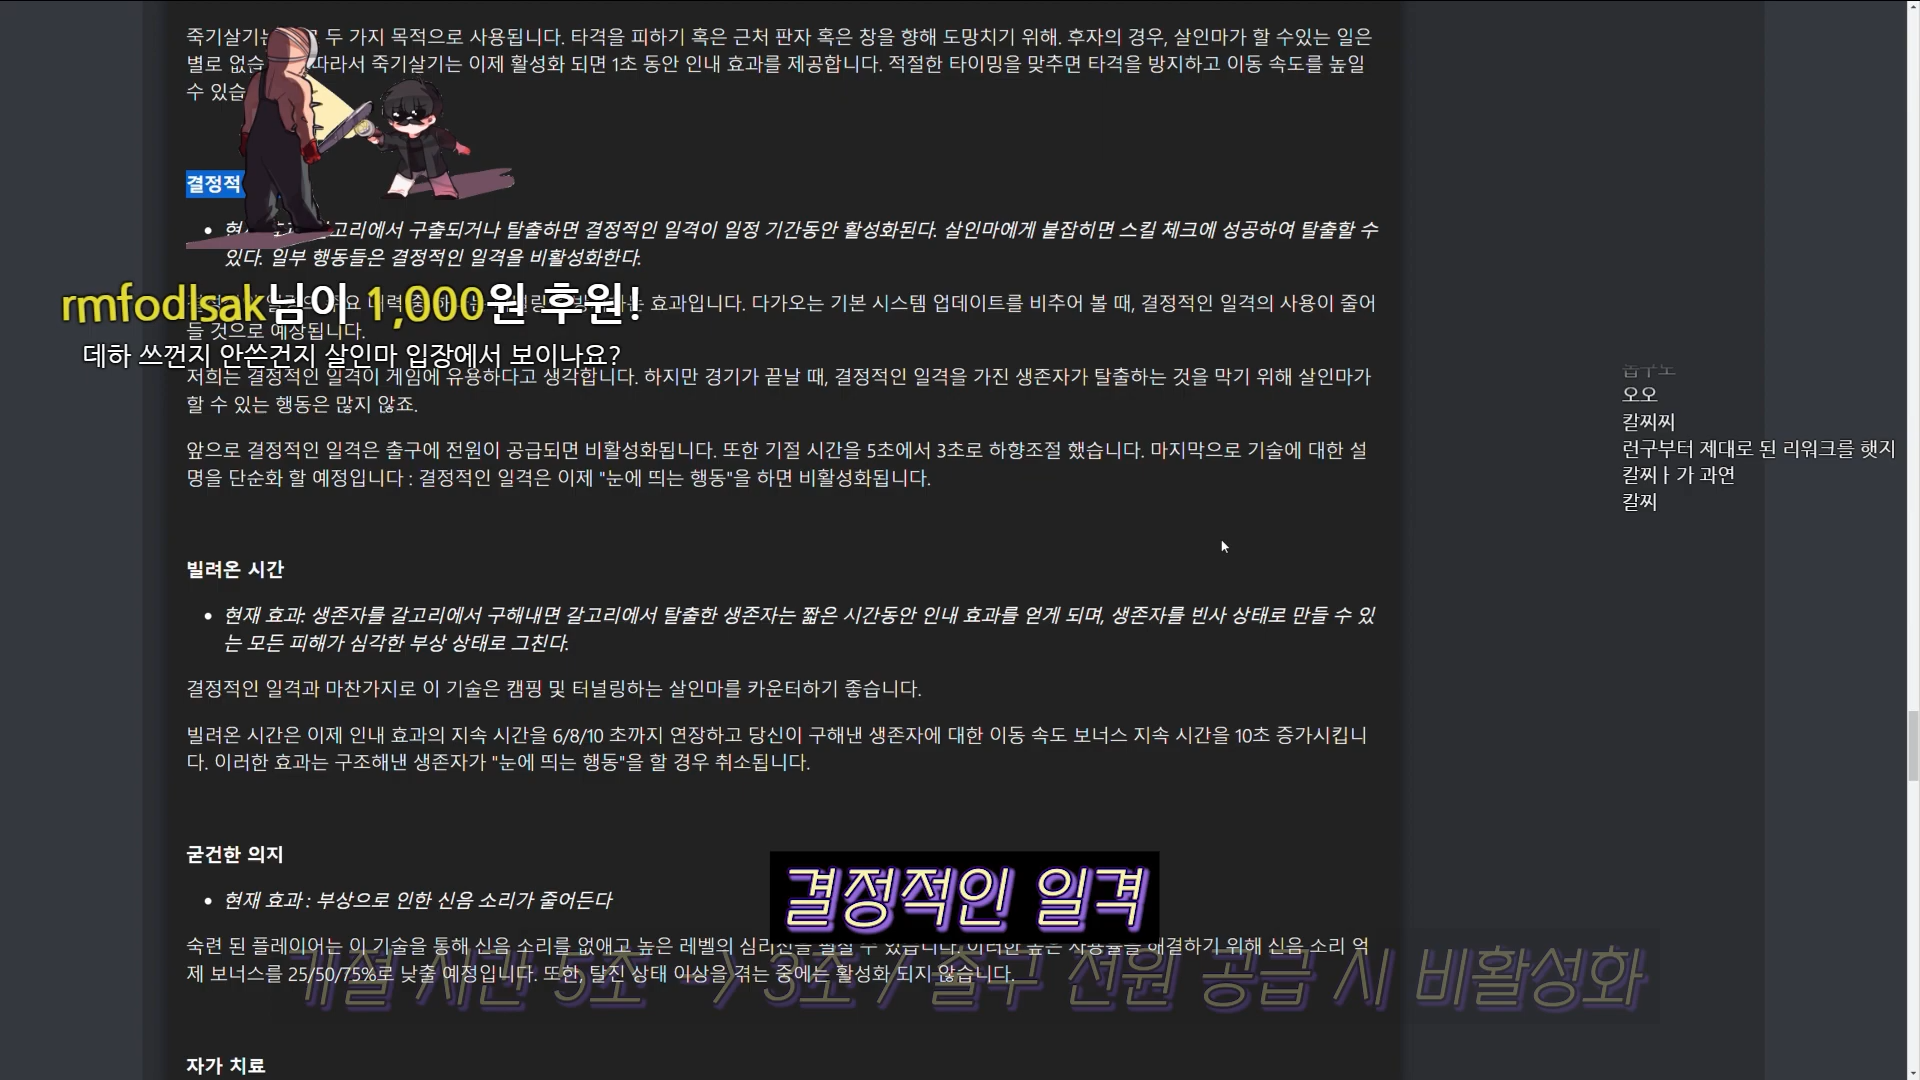 죽기살기는 두 가지 목적으로 사용됩니다. 타격을 피하기 혹은 근처 판자 혹은 창을 향해 도망치기 위해. 후자의 경우, 살인마가 할 수있는 일은
별로 없습 따라서 죽기살기는 이제 활성화 되면 1초 동안 인내 효과를 제공합니다. 적절한 타이밍을 맞추면 타격을 방지하고 이동 속도를 높일
수 있습
결정적
• 현재 갈고리에서 구출되거나 탈출하면 결정적인 일격이 일정 기간동안 활성화된다. 살인마에게 붙잡히면 스킬 체크에 성공하여 탈출할 수
있다. 일부 행동들은 결정적인 일격을 비활성화한다.
rmfodlsak님이 1,000원 후원!
효과입니다. 다가오는 기본 시스템 업데이트를 비추어 볼 때, 결정적인 일격의 사용이 줄어
들 것으로 예상됩니다.
데하 쓰껀지 안쓴건지 살인마 입장에서 보이나요?
저희는 결정적인 일격이 게임에 유용하다고 생각합니다. 하지만 경기가 끝날 때, 결정적인 일격을 가진 생존자가 탈출하는 것을 막기 위해 살인마가
할 수 있는 행동은 많지 않죠.
앞으로 결정적인 일격은 출구에 전원이 공급되면 비활성화됩니다. 또한 기절 시간을 5초에서 3초로 하향조절 했습니다. 마지막으로 기술에 대한 설
명을 단순화 할 예정입니다 : 결정적인 일격은 이제 "눈에 띄는 행동"을 하면 비활성화됩니다.
오오
칼찌찌
런구부터 제대로 된 리워크를 햇지
칼찌ㅏ가 과연
칼찌
빌려온 시간
• 현재 효과: 생존자를 갈고리에서 구해내면 갈고리에서 탈출한 생존자는 짧은 시간동안 인내 효과를 얻게 되며, 생존자를 빈사 상태로 만들 수 있
는 모든 피해가 심각한 부상 상태로 그친다.
결정적인 일격과 마찬가지로 이 기술은 캠핑 및 터널링하는 살인마를 카운터하기 좋습니다.
빌려온 시간은 이제 인내 효과의 지속 시간을 6/8/10 초까지 연장하고 당신이 구해낸 생존자에 대한 이동 속도 보너스 지속 시간을 10초 증가시킵니
다. 이러한 효과는 구조해낸 생존자가 "눈에 띄는 행동"을 할 경우 취소됩니다.
굳건한 의지
• 현재 효과 : 부상으로 인한 신음 소리가 줄어든다
결정적인 일격
숙련 된 플레이어는 이 기술을 통해 신음 소리를 없애고 높은 레벨의 심리전을 펼칠 수 있습니다. 이러한 높은 사용률을 해결하기 위해 신음 소리 억
제 보너스를 25/50/75%로 낮출 예정입니다. 또한, 탈진 상태 이상을 겪는 중에는 활성화 되지 않습니다.
기절 시간 5초 -> 3초 / 출구 전원 공급 시 비활성화
자가 치료